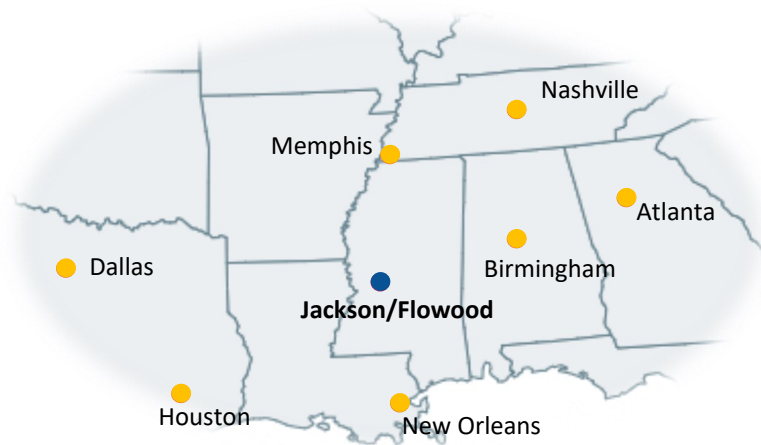 Nashville
Memphis
Atlanta
Dallas
Birmingham
Jackson/Flowood
Houston
New Orleans